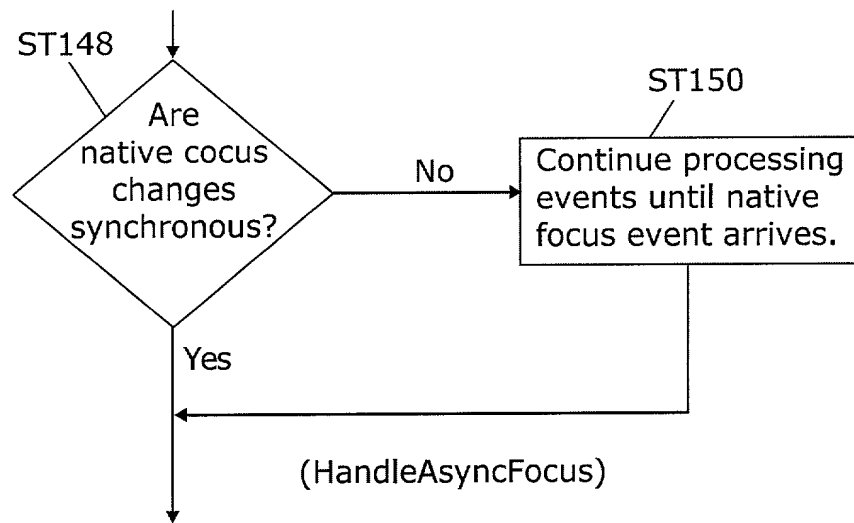 ST148
Are
native cocus
changes
synchronous?
No
ST150
Continue processing
events until native
focus event arrives.
Yes
(HandleAsyncFocus)